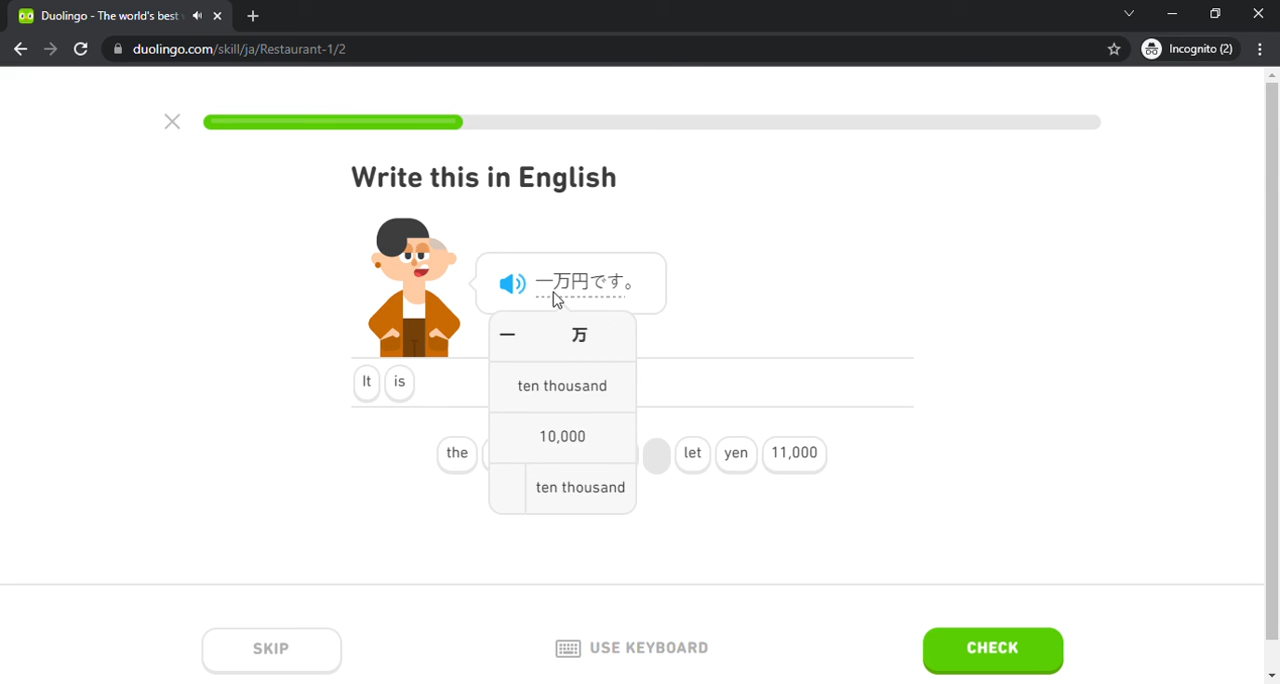 Duolingo - The world's best
duolingo.com/skill/ja/Restaurant-1/2
Incognito (2)
Write this in English
一万円です。
一 万
ten thousand
10,000
ten thousand
It is
the let yen 11,000
SKIP
USE KEYBOARD
CHECK